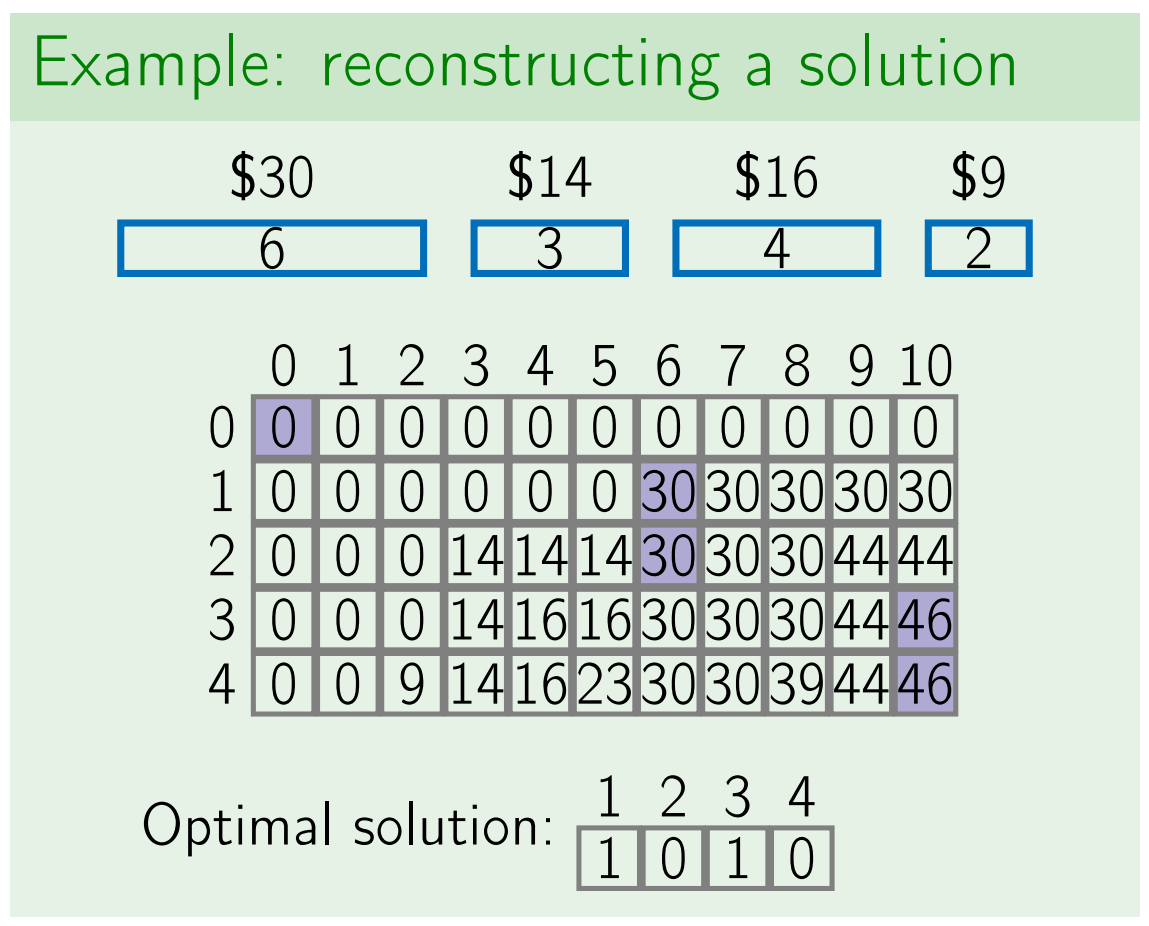 Example: reconstructing a solution
$30 $14 $16 $9
6 3 4 2
0 1 2 3 4 5 6 7 8 9 10
0 0 0 0 0 0 0 0 0 0 0 0
1 0 0 0 0 0 0 30 30 30 30 30
2 0 0 0 14 14 14 30 30 30 44 44
3 0 0 0 14 16 16 30 30 30 44 46
4 0 0 9 14 16 23 30 30 39 44 46
1 2 3 4
Optimal solution:
1 0 1 0